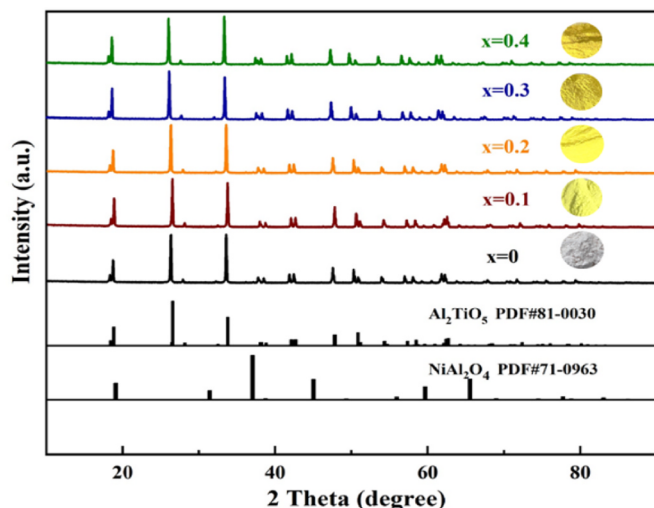 x=0.4
x=0.3
x=0.2
x=0.1
x=0
Al₂TiO₅ PDF#81-0030
NiAl₂O₄ PDF#71-0963
Intensity (a.u.)
20 40 60 80
2 Theta (degree)